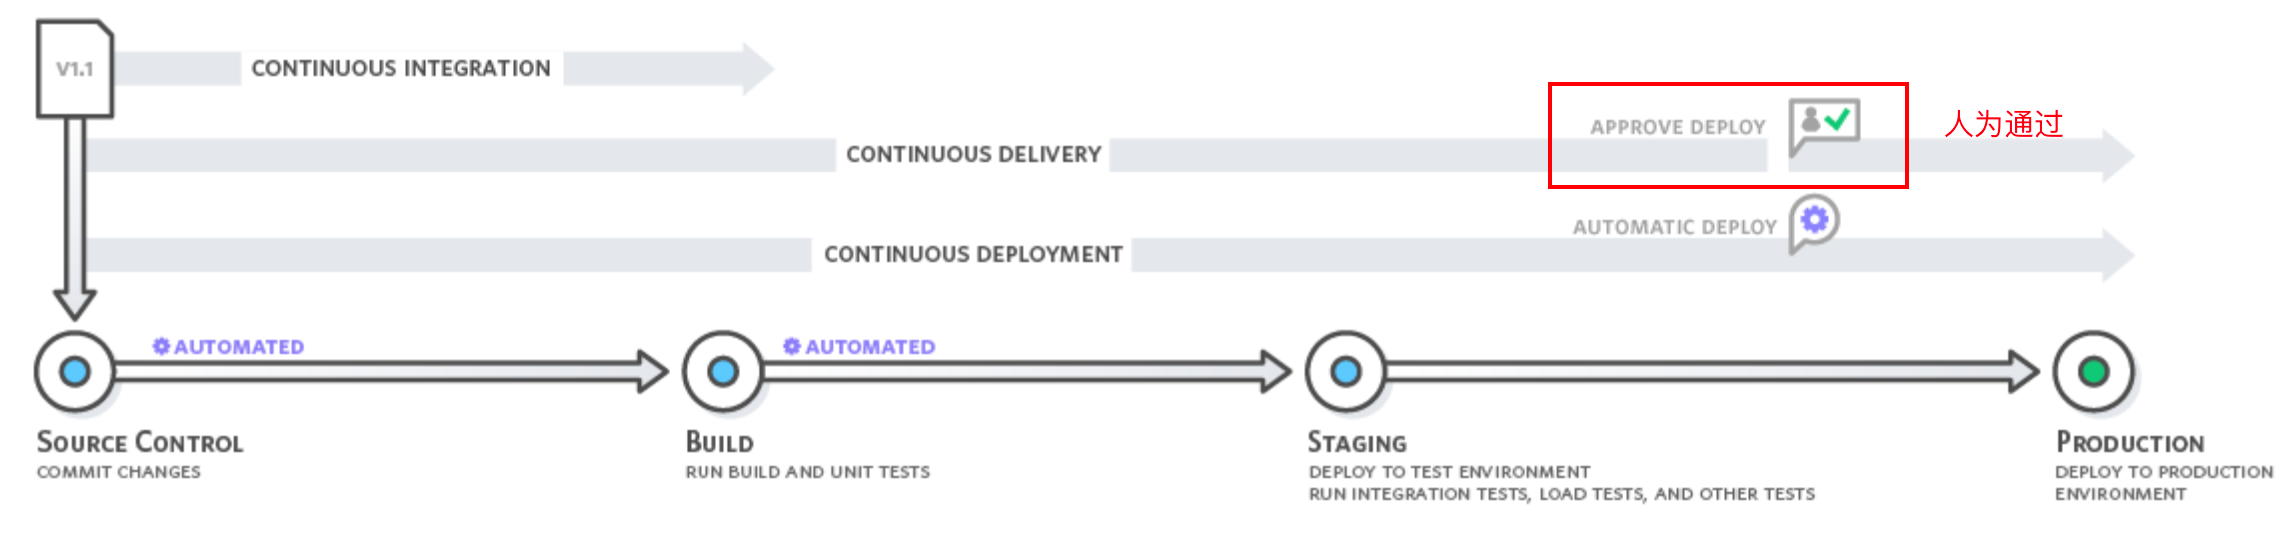 V1.1
CONTINUOUS INTEGRATION
APPROVE DEPLOY
人为通过
CONTINUOUS DELIVERY
AUTOMATIC DEPLOY
CONTINUOUS DEPLOYMENT
AUTOMATED
AUTOMATED
SOURCE CONTROL
COMMIT CHANGES
BUILD
RUN BUILD AND UNIT TESTS
STAGING
DEPLOY TO TEST ENVIRONMENT
RUN INTEGRATION TESTS, LOAD TESTS, AND OTHER TESTS
PRODUCTION
DEPLOY TO PRODUCTION
ENVIRONMENT